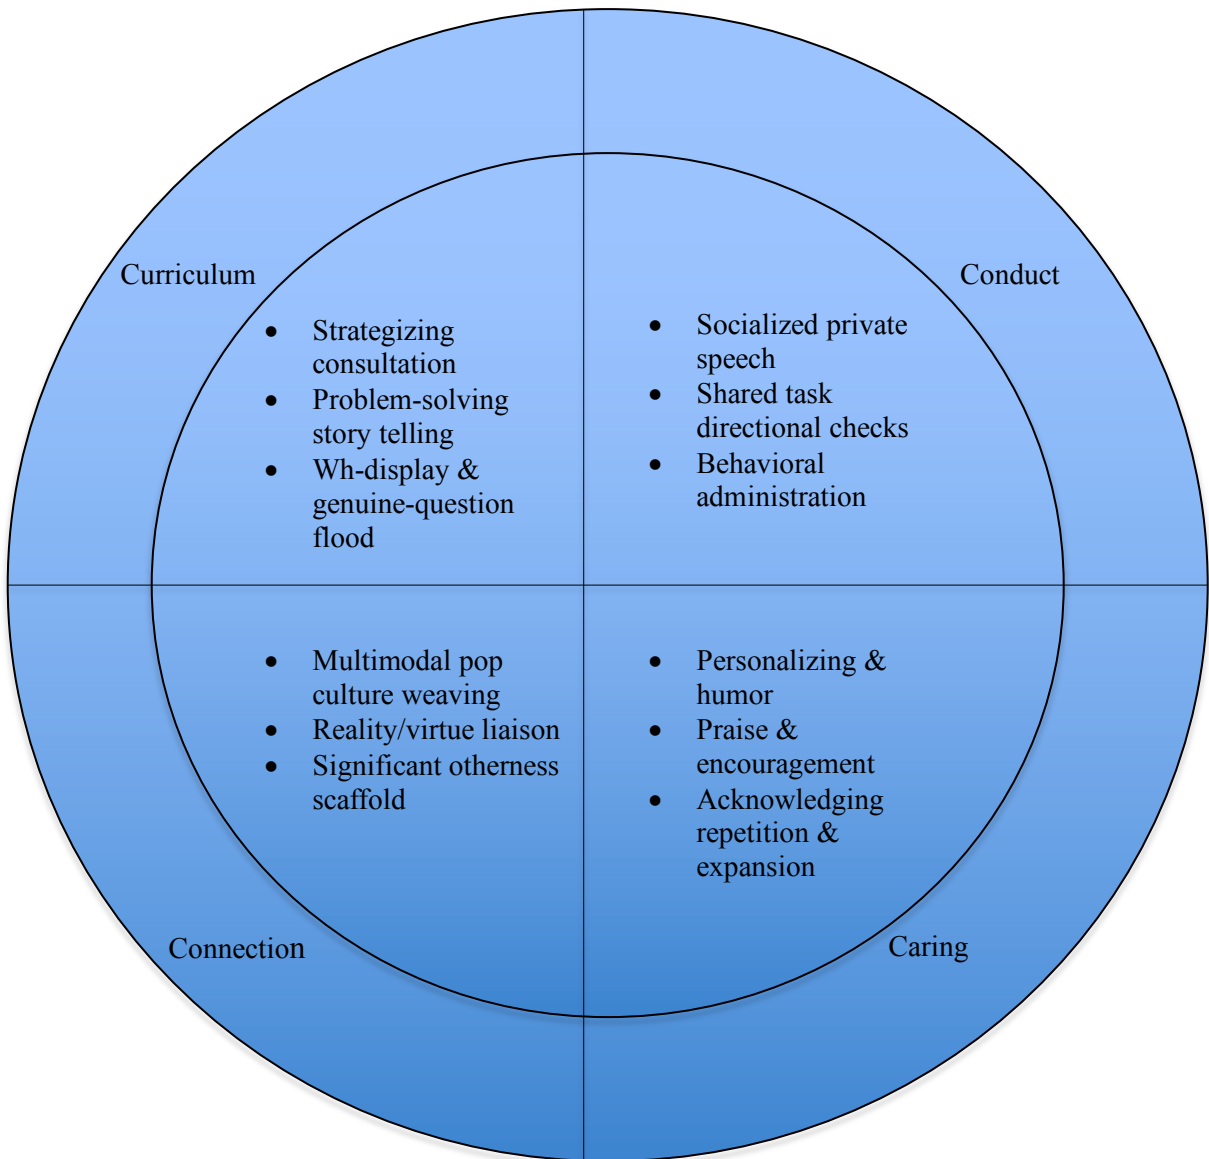 Curriculum
• Strategizing
consultation
• Problem-solving
story telling
• Wh-display &
genuine-question
flood
Conduct
• Socialized private
speech
• Shared task
directional checks
• Behavioral
administration
Connection
• Multimodal pop
culture weaving
• Reality/virtue liaison
• Significant otherness
scaffold
Caring
• Personalizing &
humor
• Praise &
encouragement
• Acknowledging
repetition &
expansion